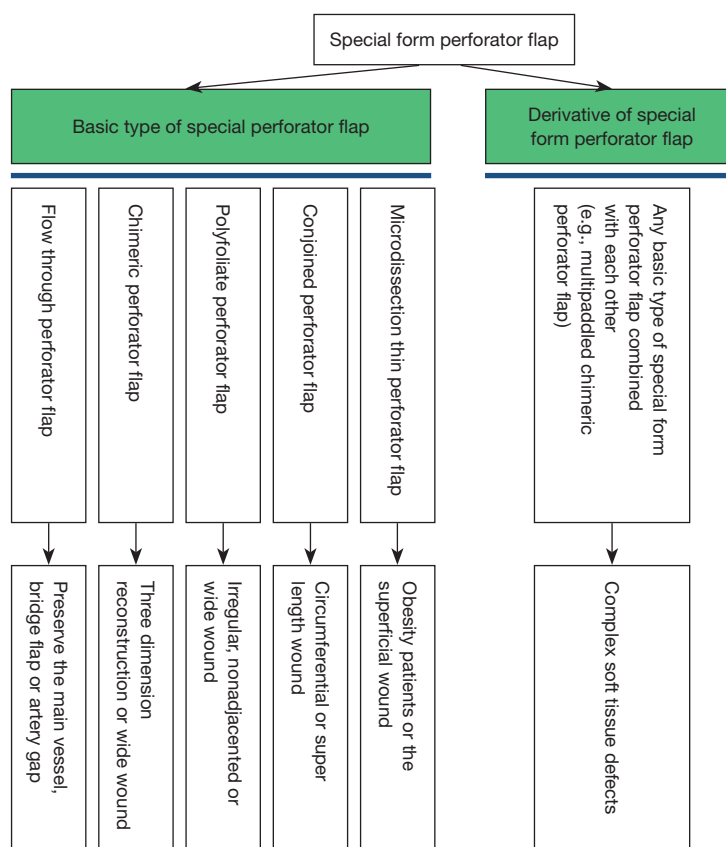 Special form perforator flap
Basic type of special perforator flap
Derivative of special
form perforator flap
Flow through perforator
flap
Chimeric perforator flap
Polyfoliate perforator
flap
Conjoined perforator flap
Microdissection thin perforator flap
Any basic type of special form
perforator flap combined
with each other
(e.g., multipaddled chimeric
perforator flap)
Preserve the main vessel,
bridge flap or artery gap
Three dimension
reconstruction or wide wound
Irregular, nonadjacented or
wide wound
Circumferential or super
length wound
Obesity patients or the
superficial wound
Complex soft tissue defects